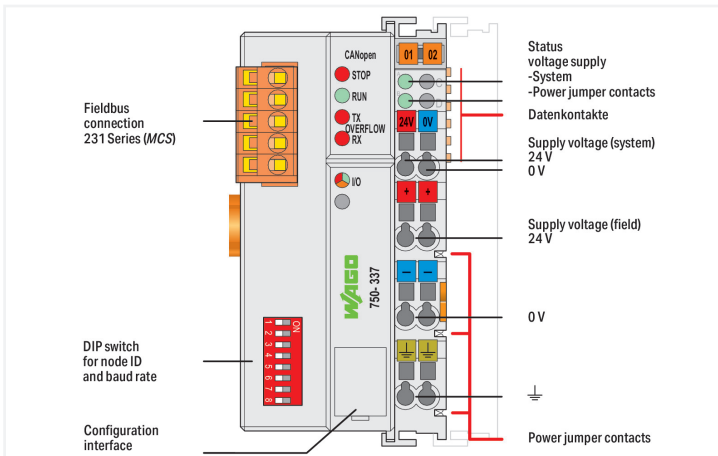 Fieldbus
connection
231 Series (MCS)
DIP switch
for node ID
and baud rate
Configuration
interface
1 2 3 4 5 6 7 8
ON
CANopen
STOP
RUN
TX
OVERFLOW
RX
I/O
WAGO
750-337
01 02
C
D
24V 0V
+ +
— —
Status
voltage supply
-System
-Power jumper contacts
Datenkontakte
Supply voltage (system)
24 V
0 V
Supply voltage (field)
24 V
0 V
Power jumper contacts